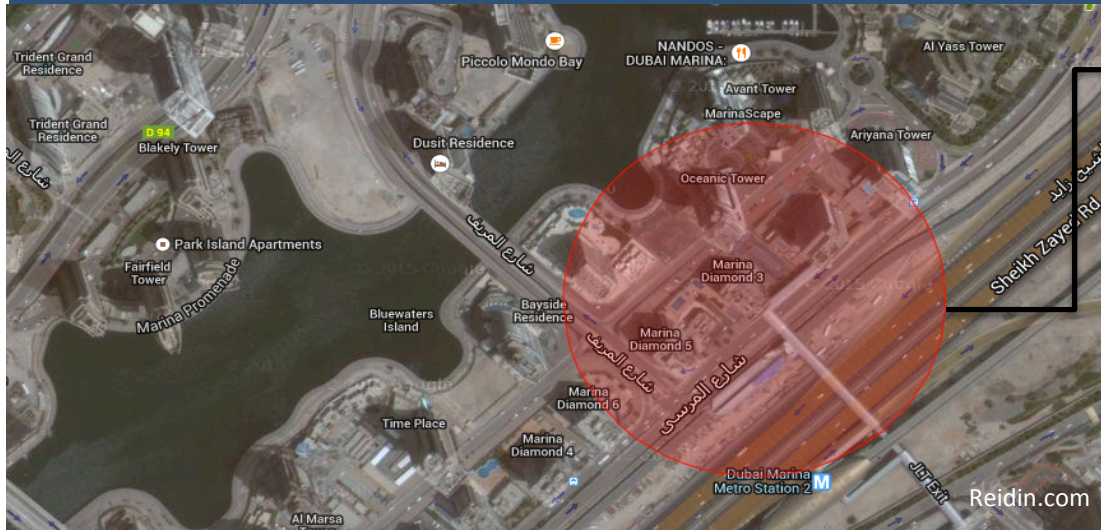 Trident Grand
Residence
Piccolo Mondo Bay
NANDOS -
DUBAI MARINA:
Al Yass Tower
Avant Tower
MarinaScape
Trident Grand
Residence
D 94
Blakely Tower
Dusit Residence
Ariyana Tower
Oceanic Tower
شارع المريف
Park Island Apartments
Fairfield
Tower
Marina Promenade
Marina
Diamond 3
Sheikh Zayed Rd
Bluewaters
Island
Bayside
Residence
Marina
Diamond 5
شارع المريف
شارع المرسى
Marina
Diamond 6
Time Place
Marina
Diamond 4
Dubai Marina
Metro Station 2
M
JLT Exit
Al Marsa
Reidin.com